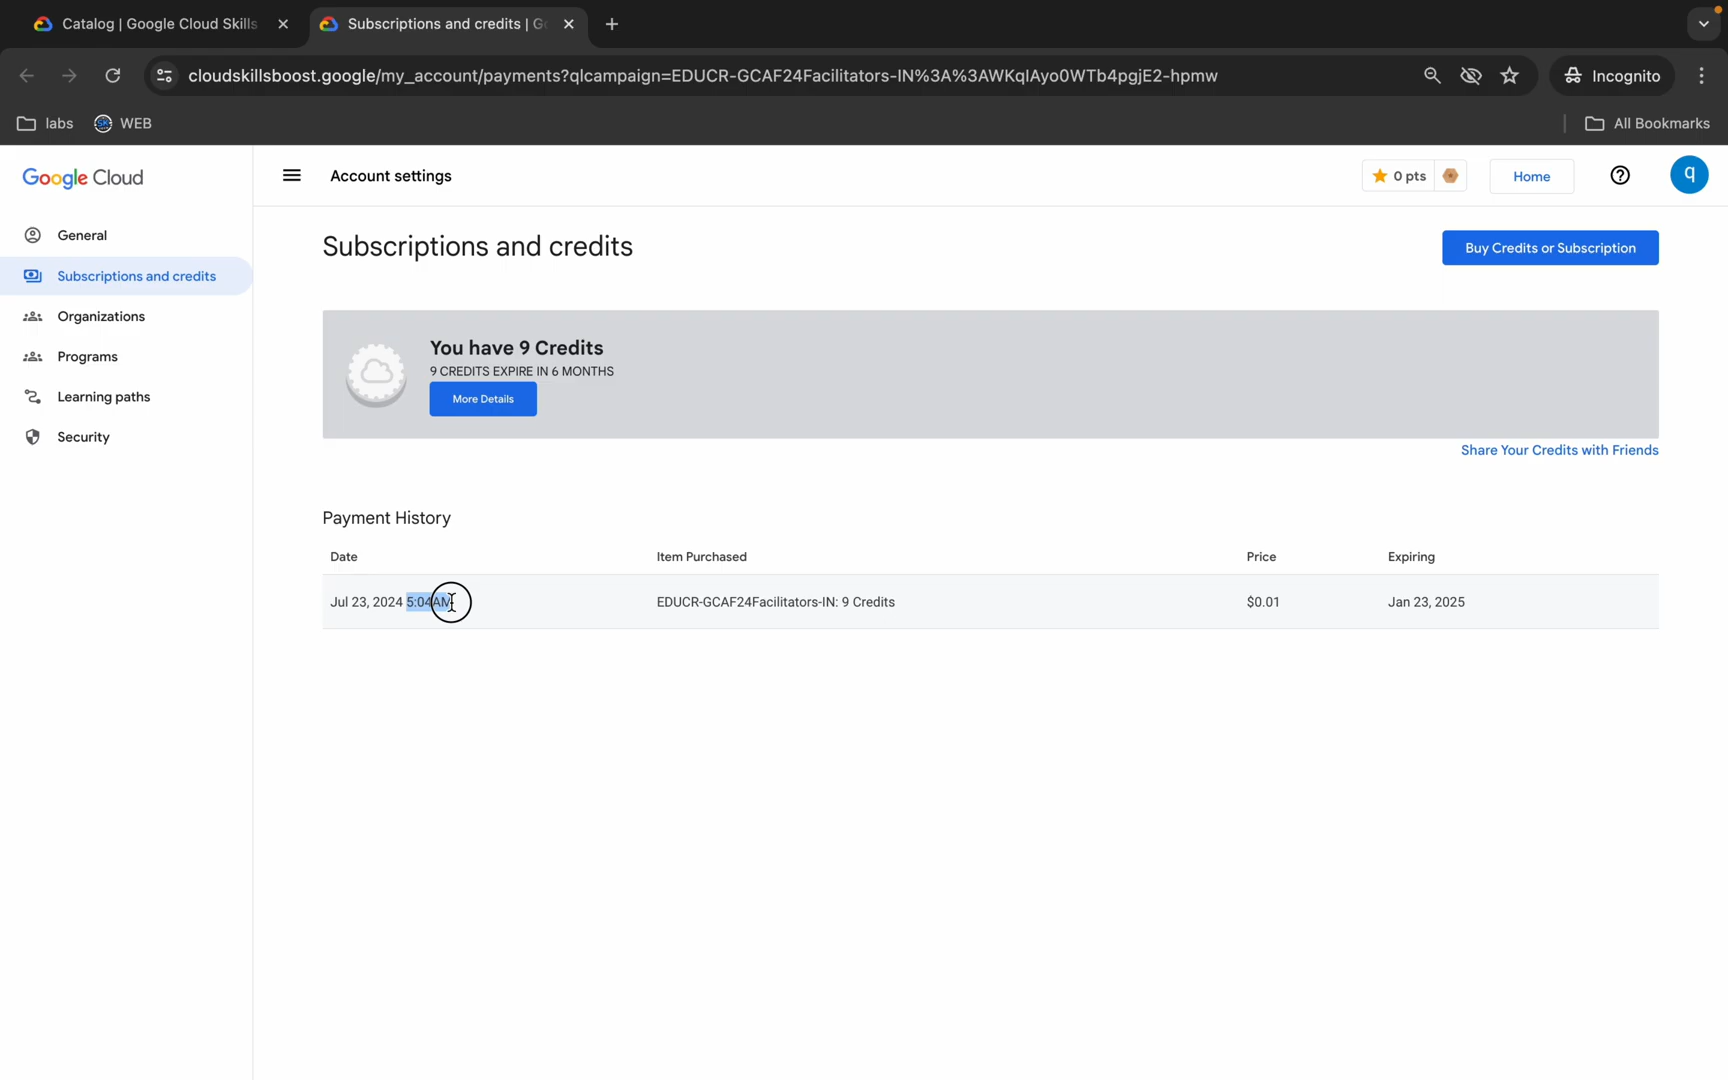 Catalog | Google Cloud Skills
Subscriptions and credits | Go
cloudskillsboost.google/my_account/payments?qlcampaign=EDUCR-GCAF24Facilitators-IN%3A%3AWKqlAyo0WTb4pgjE2-hpmw
Incognito
labs
WEB
All Bookmarks
Google Cloud
Account settings
0 pts
Home
q
General
Subscriptions and credits
Organizations
Programs
Learning paths
Security
Subscriptions and credits
Buy Credits or Subscription
You have 9 Credits
9 CREDITS EXPIRE IN 6 MONTHS
More Details
Share Your Credits with Friends
Payment History
Date Item Purchased Price Expiring
Jul 23, 2024 5:04AM EDUCR-GCAF24Facilitators-IN: 9 Credits $0.01 Jan 23, 2025